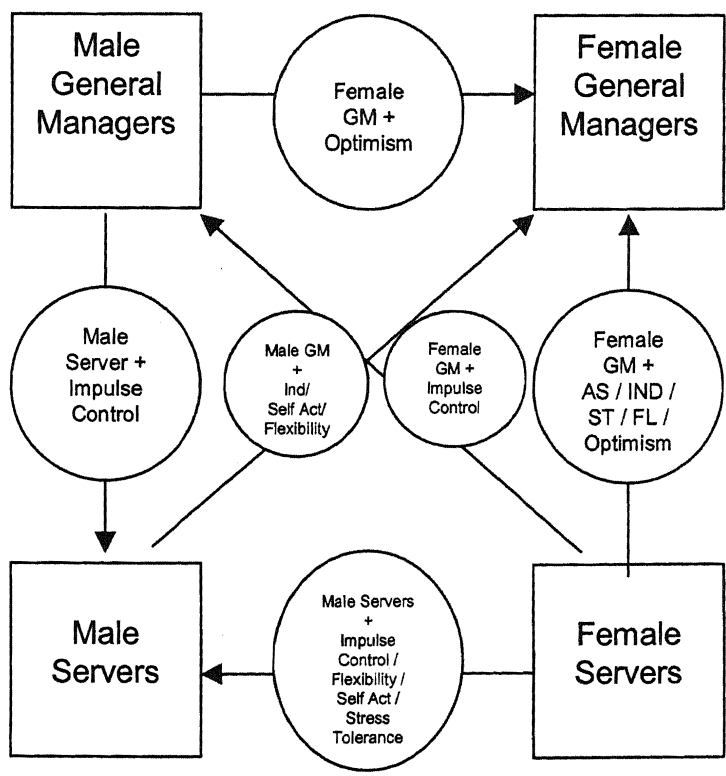 Male
General
Managers
Female
GM +
Optimism
Female
General
Managers
Male
Server +
Impulse
Control
Male GM
+
Ind/
Self Act/
Flexibility
Female
GM +
Impulse
Control
Female
GM +
AS / IND /
ST / FL /
Optimism
Male
Servers
Male Servers
+
Impulse
Control /
Flexibility /
Self Act /
Stress
Tolerance
Female
Servers